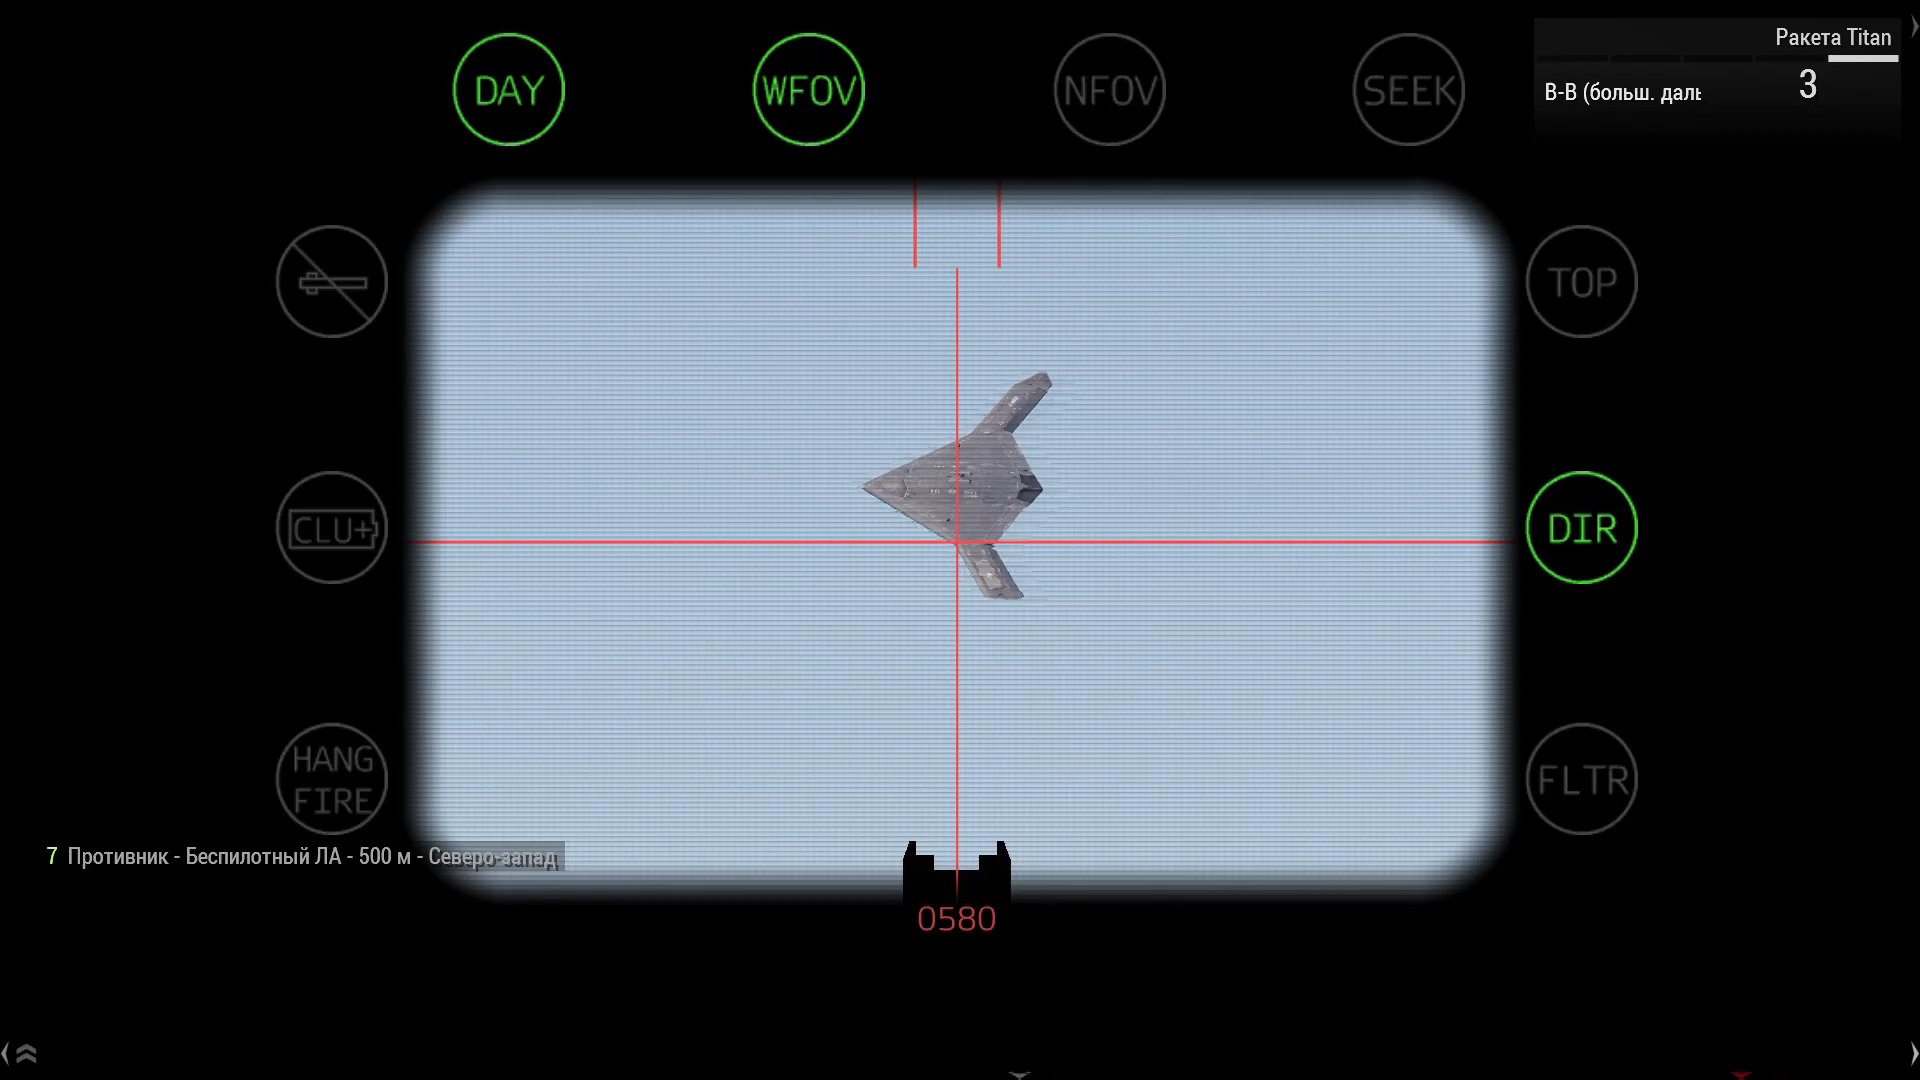 DAY
WFOV
NFOV
SEEK
Ракета Titan
В-В (больш. даль
3
TOP
CLU+
DIR
HANG
FIRE
FLTR
7 Противник - Беспилотный ЛА - 500 м - Северо-запад
0580